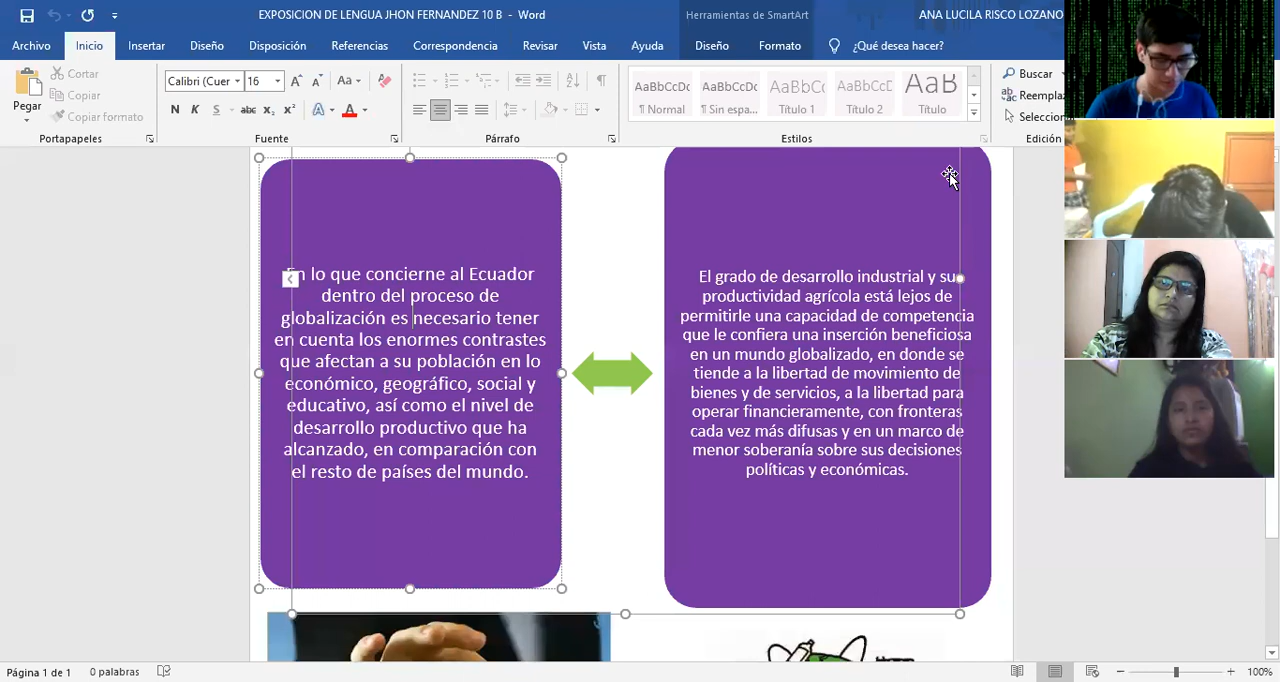 EXPOSICION DE LENGUA JHON FERNANDEZ 10 B - Word
Herramientas de SmartArt
ANA LUCILA RISCO LOZANO
Archivo
Inicio
Insertar
Diseño
Disposición
Referencias
Correspondencia
Revisar
Vista
Ayuda
Diseño
Formato
¿Qué desea hacer?
Pegar
Cortar
Copiar
Copiar formato
Portapapeles
Calibri (Cuer
16
Aa
N K S abc x₂ x²
A A
Fuente
Párrafo
AaBbCcDc
¶ Normal
AaBbCcDc
¶ Sin espa...
AaBbCc
Título 1
AaBbCcD
Título 2
AaB
Título
Estilos
Buscar
Reempla
Seleccion
Edición
En lo que concierne al Ecuador
dentro del proceso de
globalización es necesario tener
en cuenta los enormes contrastes
que afectan a su población en lo
económico, geográfico, social y
educativo, así como el nivel de
desarrollo productivo que ha
alcanzado, en comparación con
el resto de países del mundo.
El grado de desarrollo industrial y su
productividad agrícola está lejos de
permitirle una capacidad de competencia
que le confiera una inserción beneficiosa
en un mundo globalizado, en donde se
tiende a la libertad de movimiento de
bienes y de servicios, a la libertad para
operar financieramente, con fronteras
cada vez más difusas y en un marco de
menor soberanía sobre sus decisiones
políticas y económicas.
Página 1 de 1
0 palabras
100%